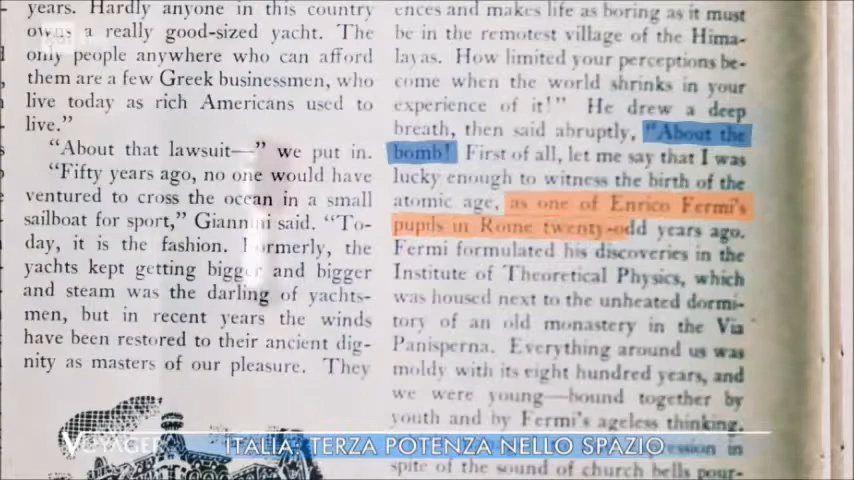 years. Hardly anyone in this country
owns a really good-sized yacht. The
only people anywhere who can afford
them are a few Greek businessmen, who
live today as rich Americans used to
live."
"About that lawsuit—" we put in.
"Fifty years ago, no one would have
ventured to cross the ocean in a small
sailboat for sport," Giannini said. "To-
day, it is the fashion. Formerly, the
yachts kept getting bigger and bigger
and steam was the darling of yachts-
men, but in recent years the winds
have been restored to their ancient dig-
nity as masters of our pleasure. They
ences and makes life as boring as it must
be in the remotest village of the Hima-
layas. How limited your perceptions be-
come when the world shrinks in your
experience of it!" He drew a deep
breath, then said abruptly, "About the
bomb! First of all, let me say that I was
lucky enough to witness the birth of the
atomic age, as one of Enrico Fermi's
pupils in Rome twenty-odd years ago.
Fermi formulated his discoveries in the
Institute of Theoretical Physics, which
was housed next to the unheated dormi-
tory of an old monastery in the Via
Panisperna. Everything around us was
moldy with its eight hundred years, and
we were young—bound together by
youth and by Fermi's ageless thinking.
in
spite of the sound of church bells pour-
VOYAGER
ITALIA: TERZA POTENZA NELLO SPAZIO